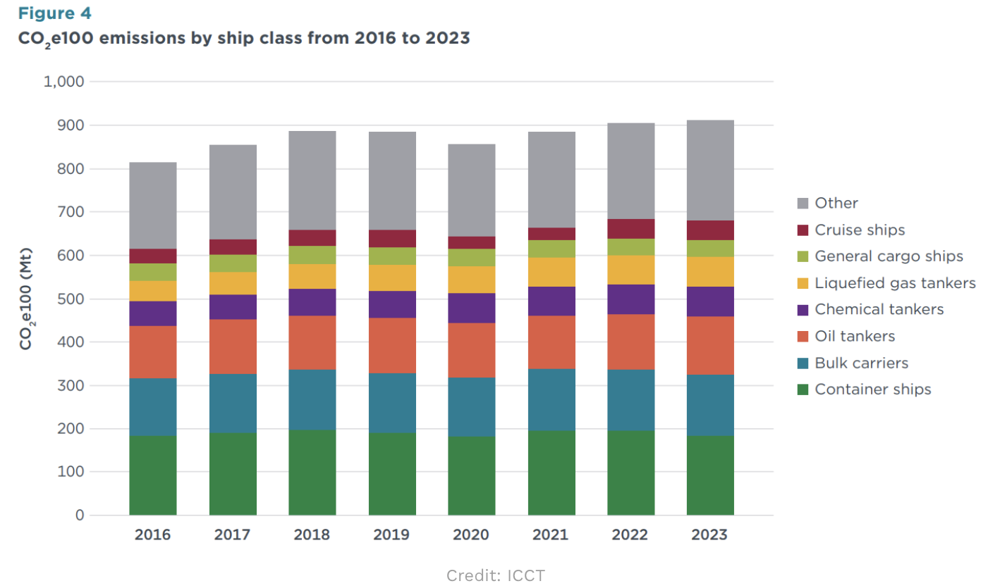 Figure 4
CO₂e100 emissions by ship class from 2016 to 2023
CO₂e100 (Mt)
1,000
900
800
700
600
500
400
300
200
100
0
2016 2017 2018 2019 2020 2021 2022 2023
Other
Cruise ships
General cargo ships
Liquefied gas tankers
Chemical tankers
Oil tankers
Bulk carriers
Container ships
Credit: ICCT